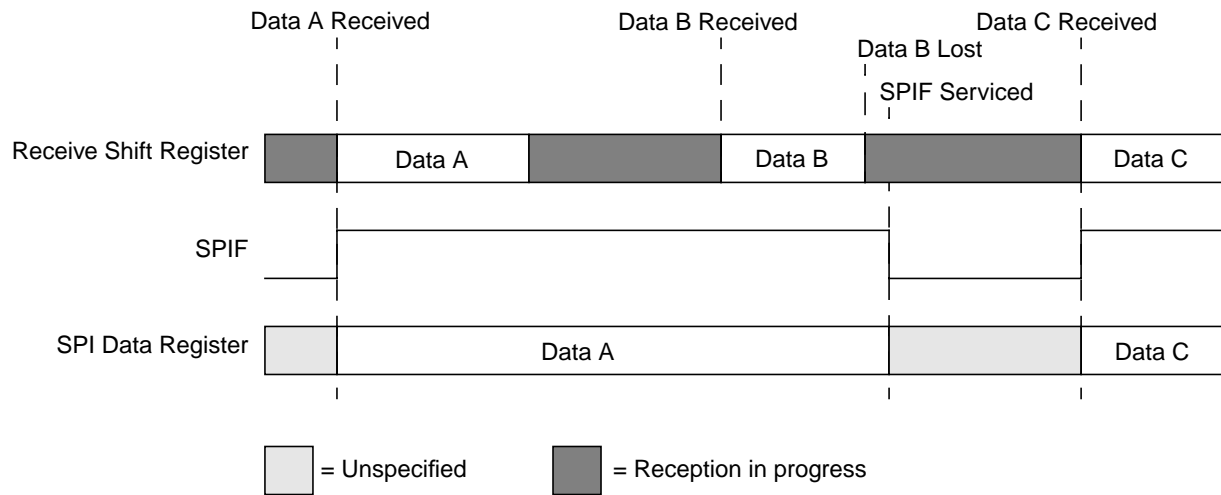 Data A Received
Data B Received
Data C Received
Data B Lost
SPIF Serviced
Receive Shift Register
Data A
Data B
Data C
SPIF
SPI Data Register
Data A
Data C
= Unspecified
= Reception in progress